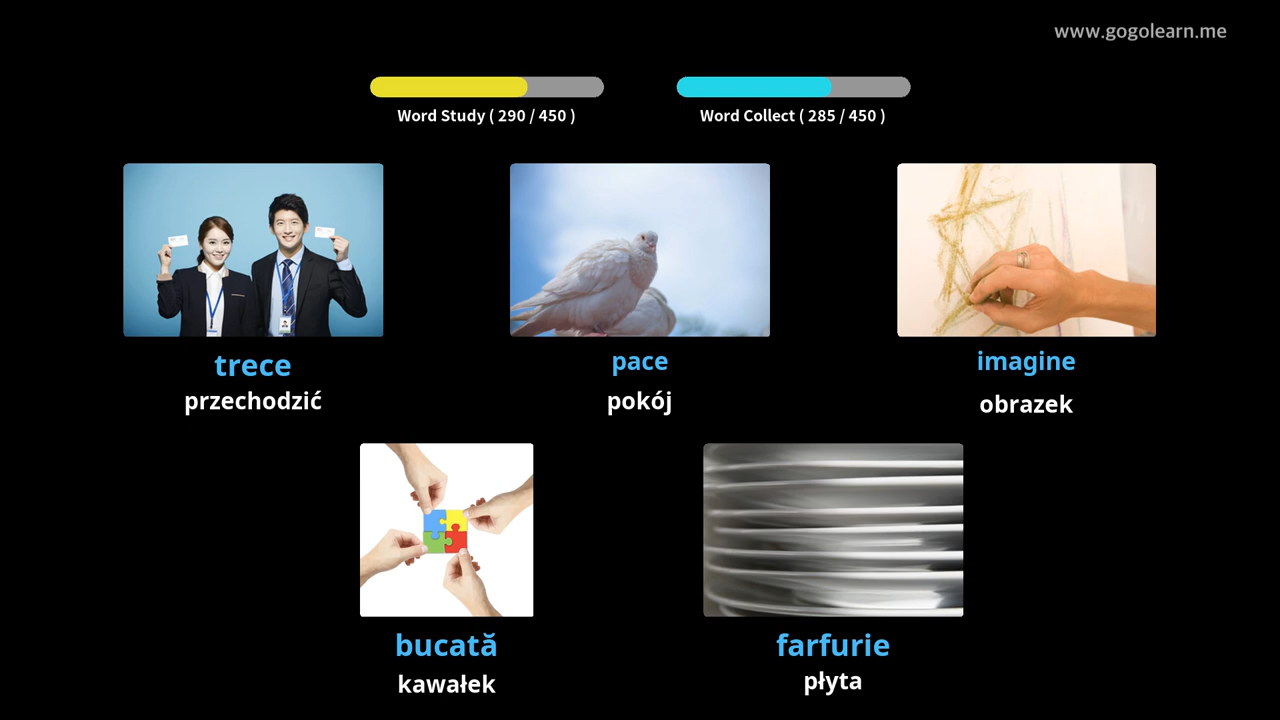 www.gogolearn.me
Word Study ( 290 / 450 )
Word Collect ( 285 / 450 )
trece
przechodzić
pace
pokój
imagine
obrazek
bucată
kawałek
farfurie
płyta